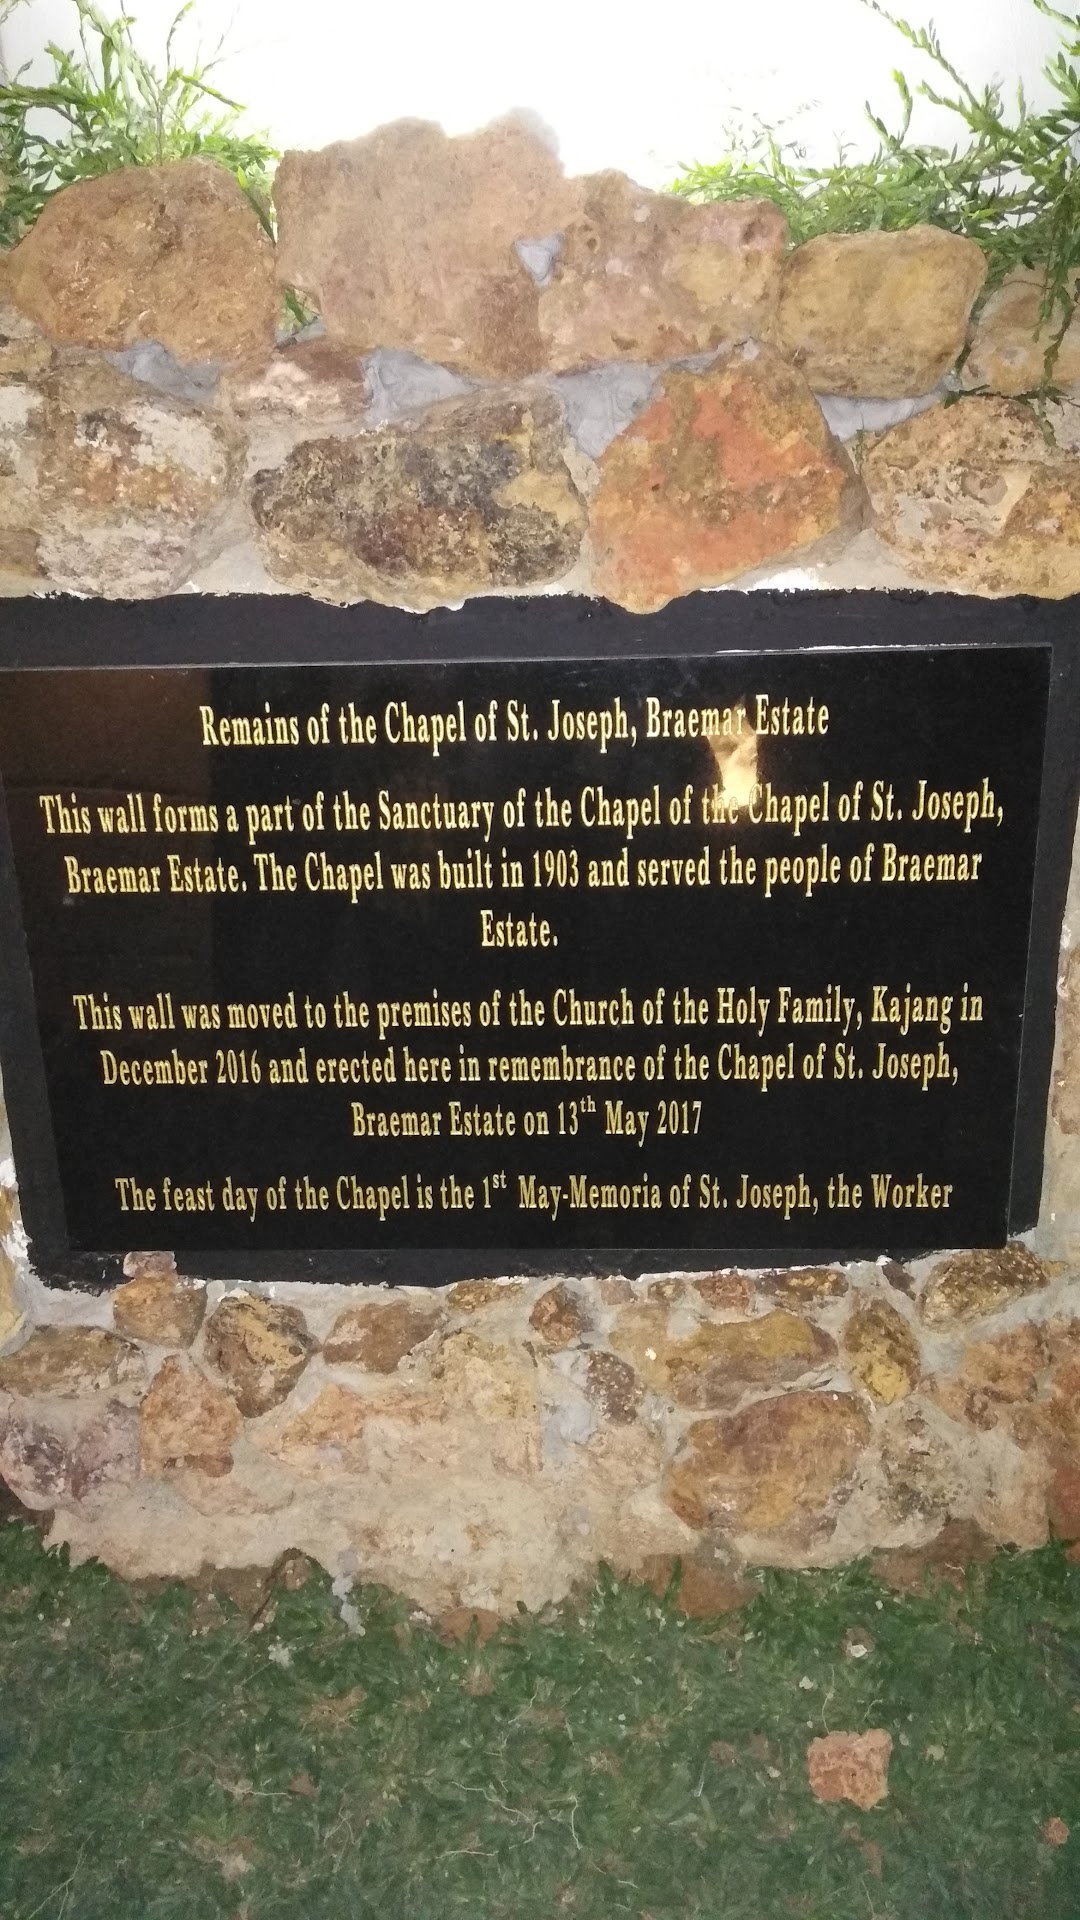 Remains of the Chapel of St. Joseph, Braemar Estate
This wall forms a part of the Sanctuary of the Chapel of the Chapel of St. Joseph,
Braemar Estate. The Chapel was built in 1903 and served the people of Braemar
Estate.
This wall was moved to the premises of the Church of the Holy Family, Kajang in
December 2016 and erected here in remembrance of the Chapel of St. Joseph,
Braemar Estate on 13th May 2017
The feast day of the Chapel is the 1st May-Memoria of St. Joseph, the Worker